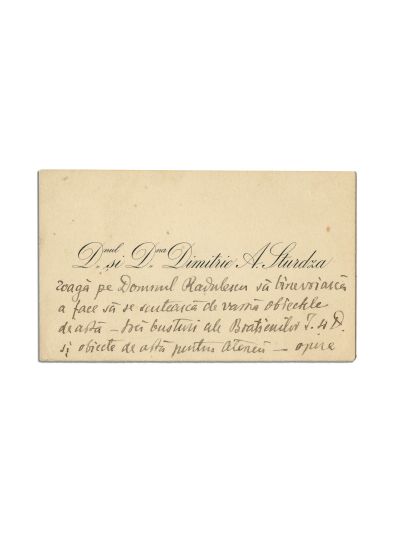 D.nul și D.na Dimitrie A. Sturdza
roagă pe Domnul Radulescu să binevoiască
a face să se scutească de vamă obiectele
de artă — trei busturi ale Brătienilor I. și D.
și obiecte de artă pentru Ateneu — opere